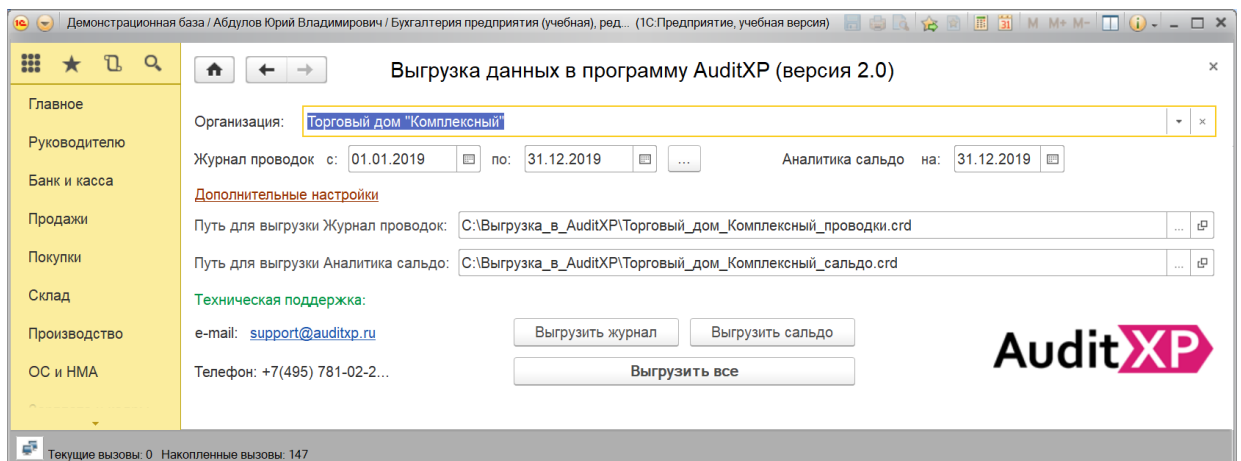 Демонстрационная база / Абдулов Юрий Владимирович / Бухгалтерия предприятия (учебная), ред... (1С:Предприятие, учебная версия) M M+ M-
Выгрузка данных в программу AuditXP (версия 2.0)
Главное
Организация: Торговый дом "Комплексный"
Руководителю
Журнал проводок с: 01.01.2019 по: 31.12.2019 ... Аналитика сальдо на: 31.12.2019
Банк и касса
Дополнительные настройки
Продажи
Путь для выгрузки Журнал проводок: C:\Выгрузка_в_AuditXP\Торговый_дом_Комплексный_проводки.crd ...
Покупки
Путь для выгрузки Аналитика сальдо: C:\Выгрузка_в_AuditXP\Торговый_дом_Комплексный_сальдо.crd ...
Склад
Техническая поддержка:
Производство
e-mail: support@auditxp.ru Выгрузить журнал Выгрузить сальдо
AuditXP
ОС и НМА
Телефон: +7(495) 781-02-2... Выгрузить все
Текущие вызовы: 0 Накопленные вызовы: 147